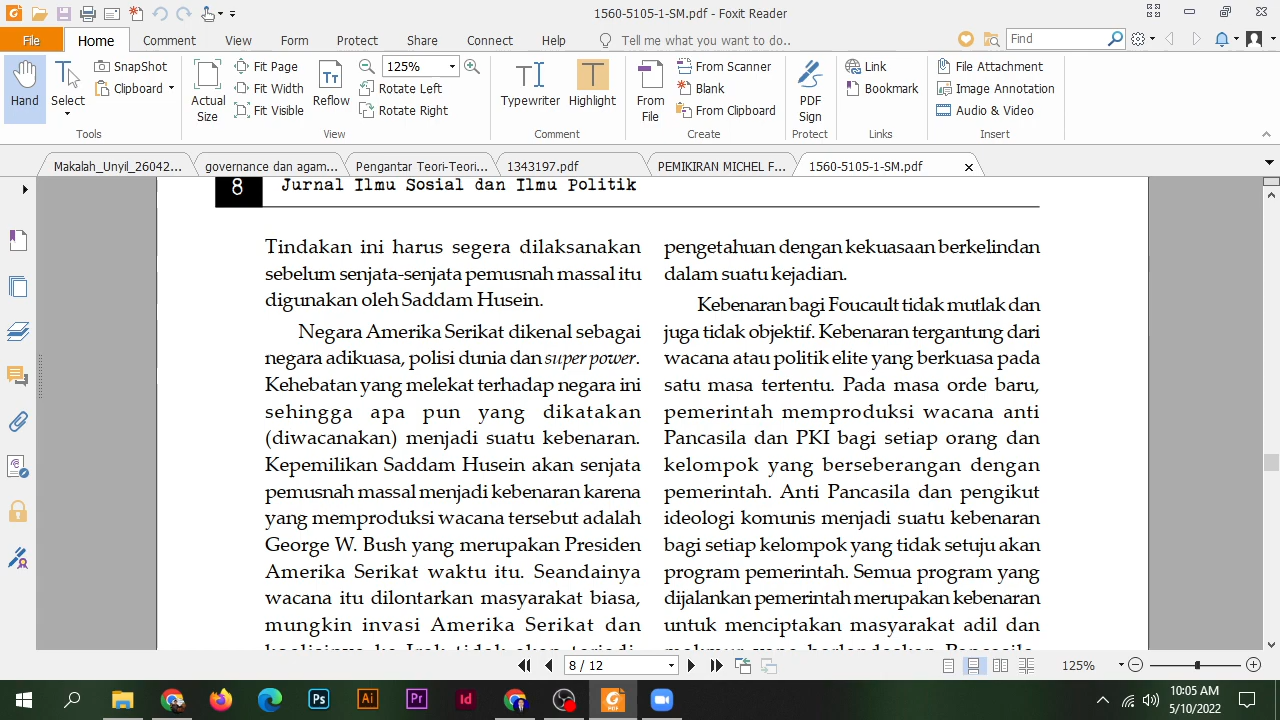 1560-5105-1-SM.pdf - Foxit Reader
File Home Comment View Form Protect Share Connect Help Tell me what you want to do.. Find
Hand
Select
SnapShot
Clipboard
Tools
Actual
Size
Fit Page
Fit Width
Fit Visible
Reflow
125%
Rotate Left
Rotate Right
View
Typewriter
Highlight
Comment
From
File
From Scanner
Blank
From Clipboard
Create
PDF
Sign
Protect
Link
Bookmark
Links
File Attachment
Image Annotation
Audio & Video
Insert
Makalah_Unyil_26042... governance dan agam... Pengantar Teori-Teori... 1343197.pdf PEMIKIRAN MICHEL F... 1560-5105-1-SM.pdf
8 Jurnal Ilmu Sosial dan Ilmu Politik
Tindakan ini harus segera dilaksanakan
sebelum senjata-senjata pemusnah massal itu
digunakan oleh Saddam Husein.
Negara Amerika Serikat dikenal sebagai
negara adikuasa, polisi dunia dan super power.
Kehebatan yang melekat terhadap negara ini
sehingga apa pun yang dikatakan
(diwacanakan) menjadi suatu kebenaran.
Kepemilikan Saddam Husein akan senjata
pemusnah massal menjadi kebenaran karena
yang memproduksi wacana tersebut adalah
George W. Bush yang merupakan Presiden
Amerika Serikat waktu itu. Seandainya
wacana itu dilontarkan masyarakat biasa,
mungkin invasi Amerika Serikat dan
pengetahuan dengan kekuasaan berkelindan
dalam suatu kejadian.
Kebenaran bagi Foucault tidak mutlak dan
juga tidak objektif. Kebenaran tergantung dari
wacana atau politik elite yang berkuasa pada
satu masa tertentu. Pada masa orde baru,
pemerintah memproduksi wacana anti
Pancasila dan PKI bagi setiap orang dan
kelompok yang berseberangan dengan
pemerintah. Anti Pancasila dan pengikut
ideologi komunis menjadi suatu kebenaran
bagi setiap kelompok yang tidak setuju akan
program pemerintah. Semua program yang
dijalankan pemerintah merupakan kebenaran
untuk menciptakan masyarakat adil dan
8 / 12
125%
Ps Ai Pr Id
10:05 AM
5/10/2022